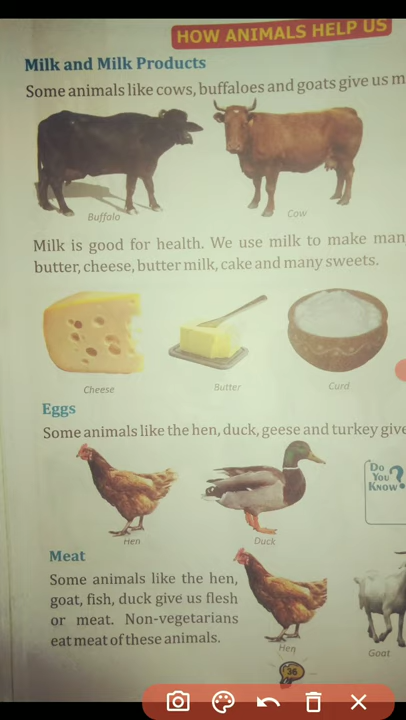 HOW ANIMALS HELP US
Milk and Milk Products
Some animals like cows, buffaloes and goats give us m
Buffalo
Cow
Milk is good for health. We use milk to make man
butter, cheese, butter milk, cake and many sweets.
Cheese
Butter
Curd
Eggs
Some animals like the hen, duck, geese and turkey give
Hen
Duck
Do
You
Know?
Meat
Some animals like the hen,
goat, fish, duck give us flesh
or meat. Non-vegetarians
eat meat of these animals.
Hen
Goat
36